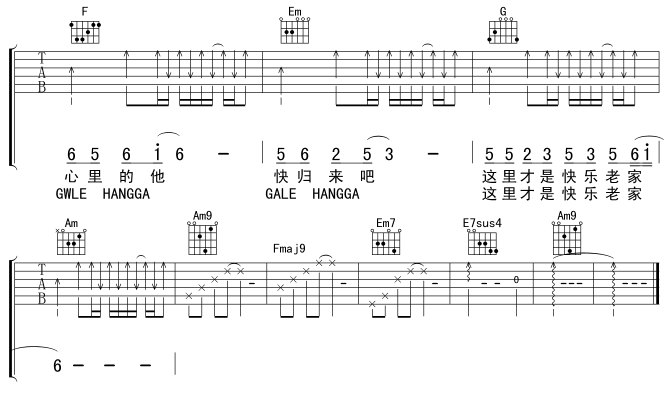 F Em G
T
A
B
6 5 6 i 6 – 5 6 2 5 3 – 5 5 2 3 5 3 5 6 i
心里的他 快归来吧 这里才是快乐老家
GWLE HANGGA GALE HANGGA 这里才是快乐老家
Am Am9 Fmaj9 Em7 E7sus4 Am9
T
A
B
- - - - - 0 --- ---
6 – – –